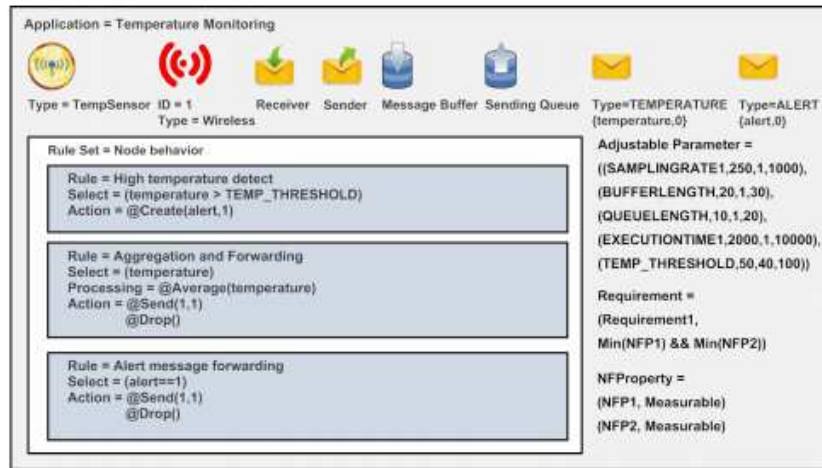 Application = Temperature Monitoring
Type = TempSensor
ID = 1
Type = Wireless
Receiver
Sender
Message Buffer
Sending Queue
Type=TEMPERATURE
{temperature,0}
Type=ALERT
{alert,0}
Rule Set = Node behavior
Rule = High temperature detect
Select = (temperature > TEMP_THRESHOLD)
Action = @Create(alert,1)
Rule = Aggregation and Forwarding
Select = (temperature)
Processing = @Average(temperature)
Action = @Send(1,1)
@Drop()
Rule = Alert message forwarding
Select = (alert==1)
Action = @Send(1,1)
@Drop()
Adjustable Parameter =
((SAMPLINGRATE1,250,1,1000),
(BUFFERLENGTH,20,1,30),
(QUEUELENGTH,10,1,20),
(EXECUTIONTIME1,2000,1,10000),
(TEMP_THRESHOLD,50,40,100))
Requirement =
(Requirement1,
Min(NFP1) && Min(NFP2))
NFProperty =
(NFP1, Measurable)
(NFP2, Measurable)